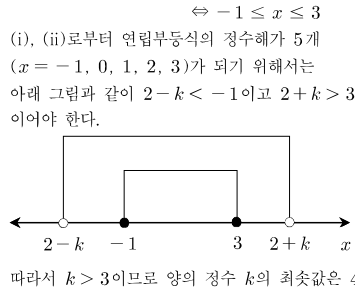 ⇔ −1 ≤ x ≤ 3
(i), (ii)로부터 연립부등식의 정수해가 5개
(x = −1, 0, 1, 2, 3)가 되기 위해서는
아래 그림과 같이 2−k < −1이고 2+k > 3
이어야 한다.
2−k −1 3 2+k x
따라서 k > 3이므로 양의 정수 k의 최솟값은 4